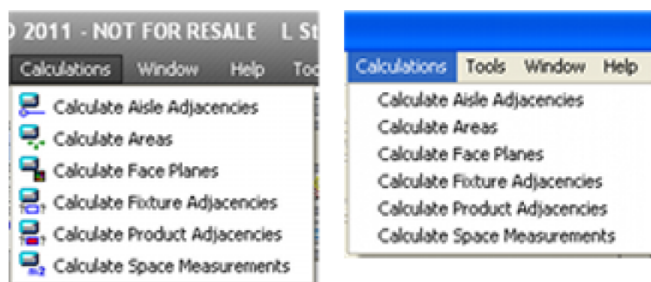 2011 - NOT FOR RESALE L St
Calculations Window Help Too
Calculate Aisle Adjacencies
Calculate Areas
Calculate Face Planes
Calculate Fixture Adjacencies
Calculate Product Adjacencies
Calculate Space Measurements
Calculations Tools Window Help
Calculate Aisle Adjacencies
Calculate Areas
Calculate Face Planes
Calculate Fixture Adjacencies
Calculate Product Adjacencies
Calculate Space Measurements